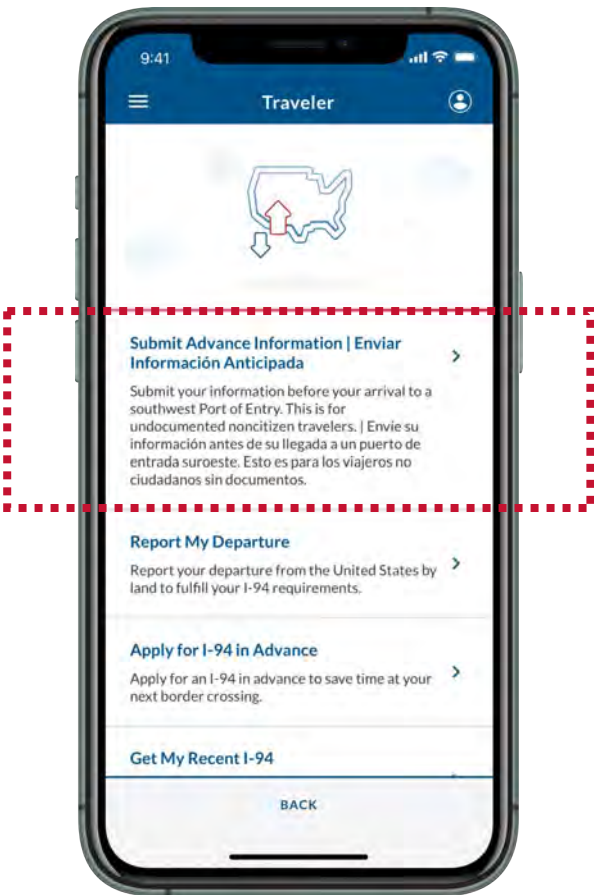 9:41
Traveler
Submit Advance Information | Enviar
Información Anticipada
Submit your information before your arrival to a
southwest Port of Entry. This is for
undocumented noncitizen travelers. | Envie su
información antes de su llegada a un puerto de
entrada suroeste. Esto es para los viajeros no
ciudadanos sin documentos.
Report My Departure
Report your departure from the United States by
land to fulfill your I-94 requirements.
Apply for I-94 in Advance
Apply for an I-94 in advance to save time at your
next border crossing.
Get My Recent I-94
BACK